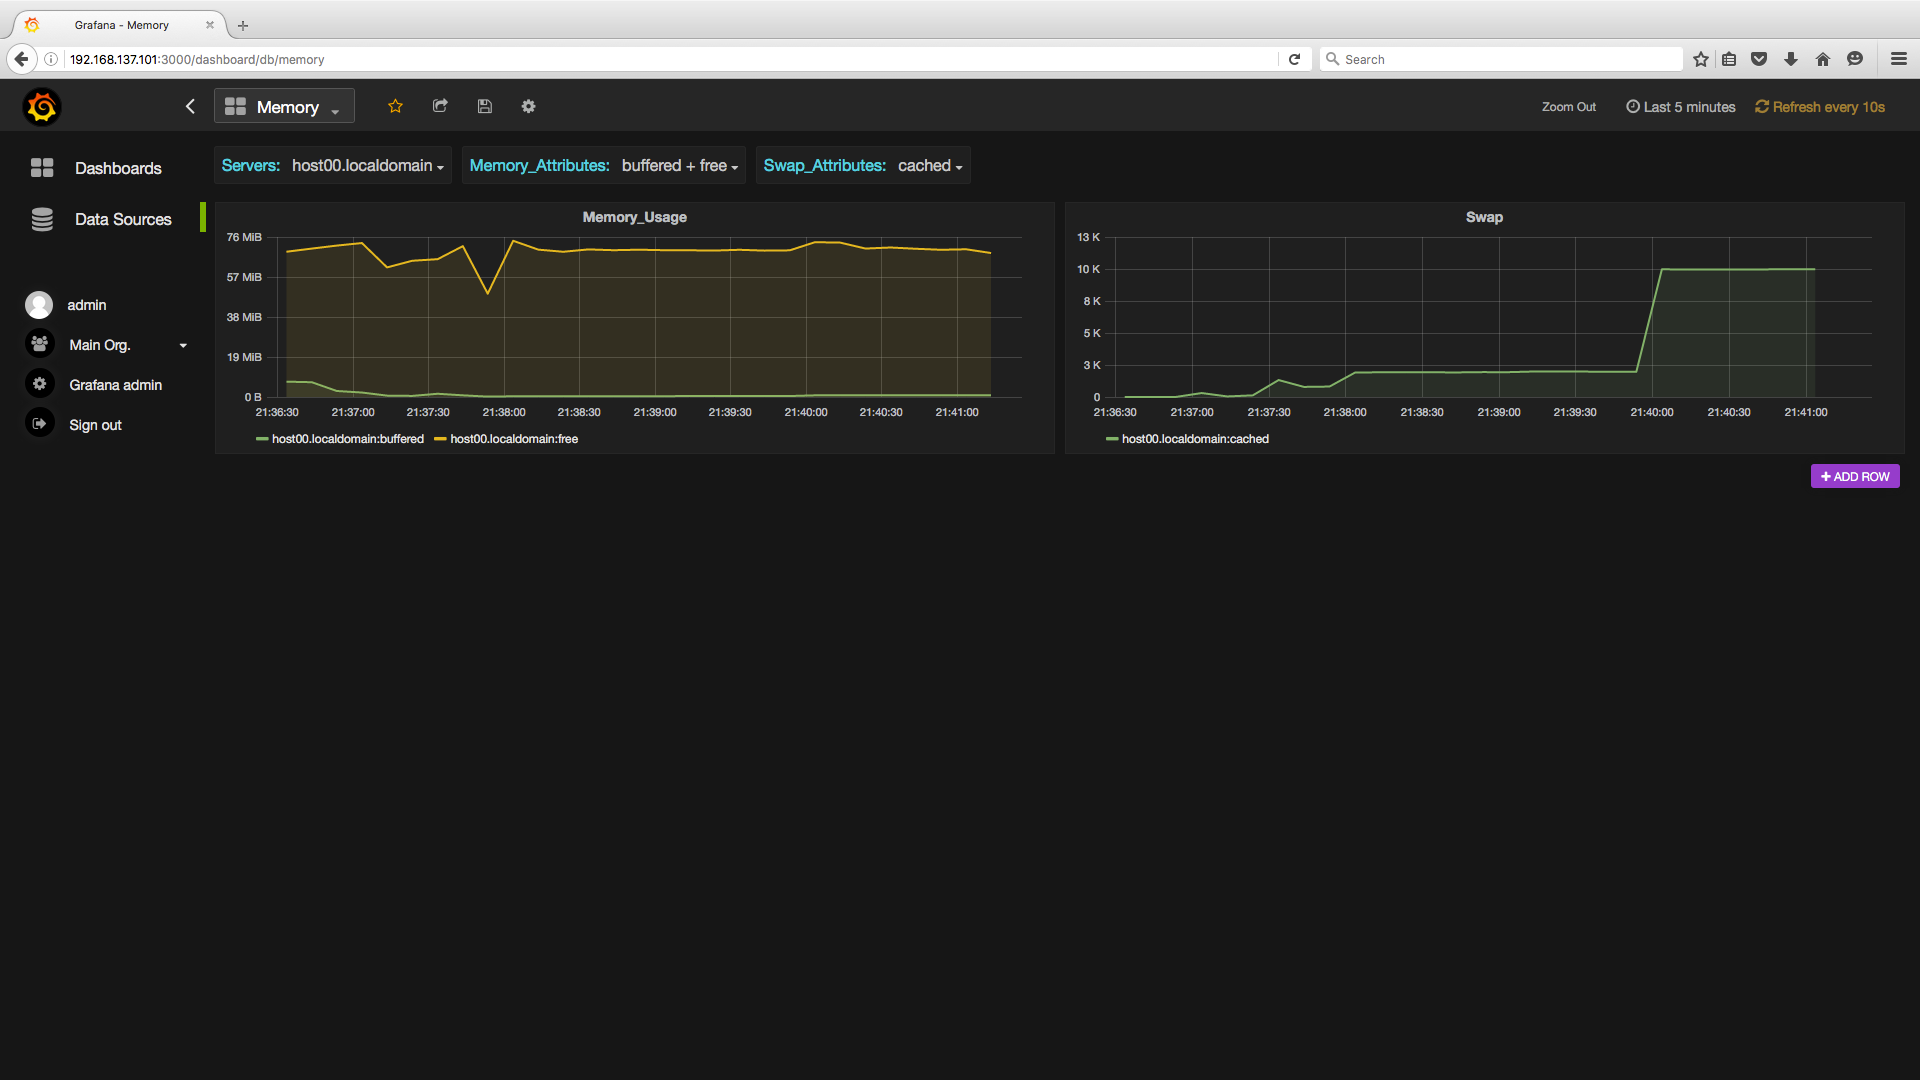 Grafana - Memory
192.168.137.101:3000/dashboard/db/memory
Search
Memory
Zoom Out
Last 5 minutes
Refresh every 10s
Dashboards
Data Sources
admin
Main Org.
Grafana admin
Sign out
Servers: host00.localdomain
Memory_Attributes: buffered + free
Swap_Attributes: cached
Memory_Usage
76 MiB
57 MiB
38 MiB
19 MiB
0 B
21:36:30 21:37:00 21:37:30 21:38:00 21:38:30 21:39:00 21:39:30 21:40:00 21:40:30 21:41:00
host00.localdomain:buffered host00.localdomain:free
Swap
13 K
10 K
8 K
5 K
3 K
0
21:36:30 21:37:00 21:37:30 21:38:00 21:38:30 21:39:00 21:39:30 21:40:00 21:40:30 21:41:00
host00.localdomain:cached
+ ADD ROW